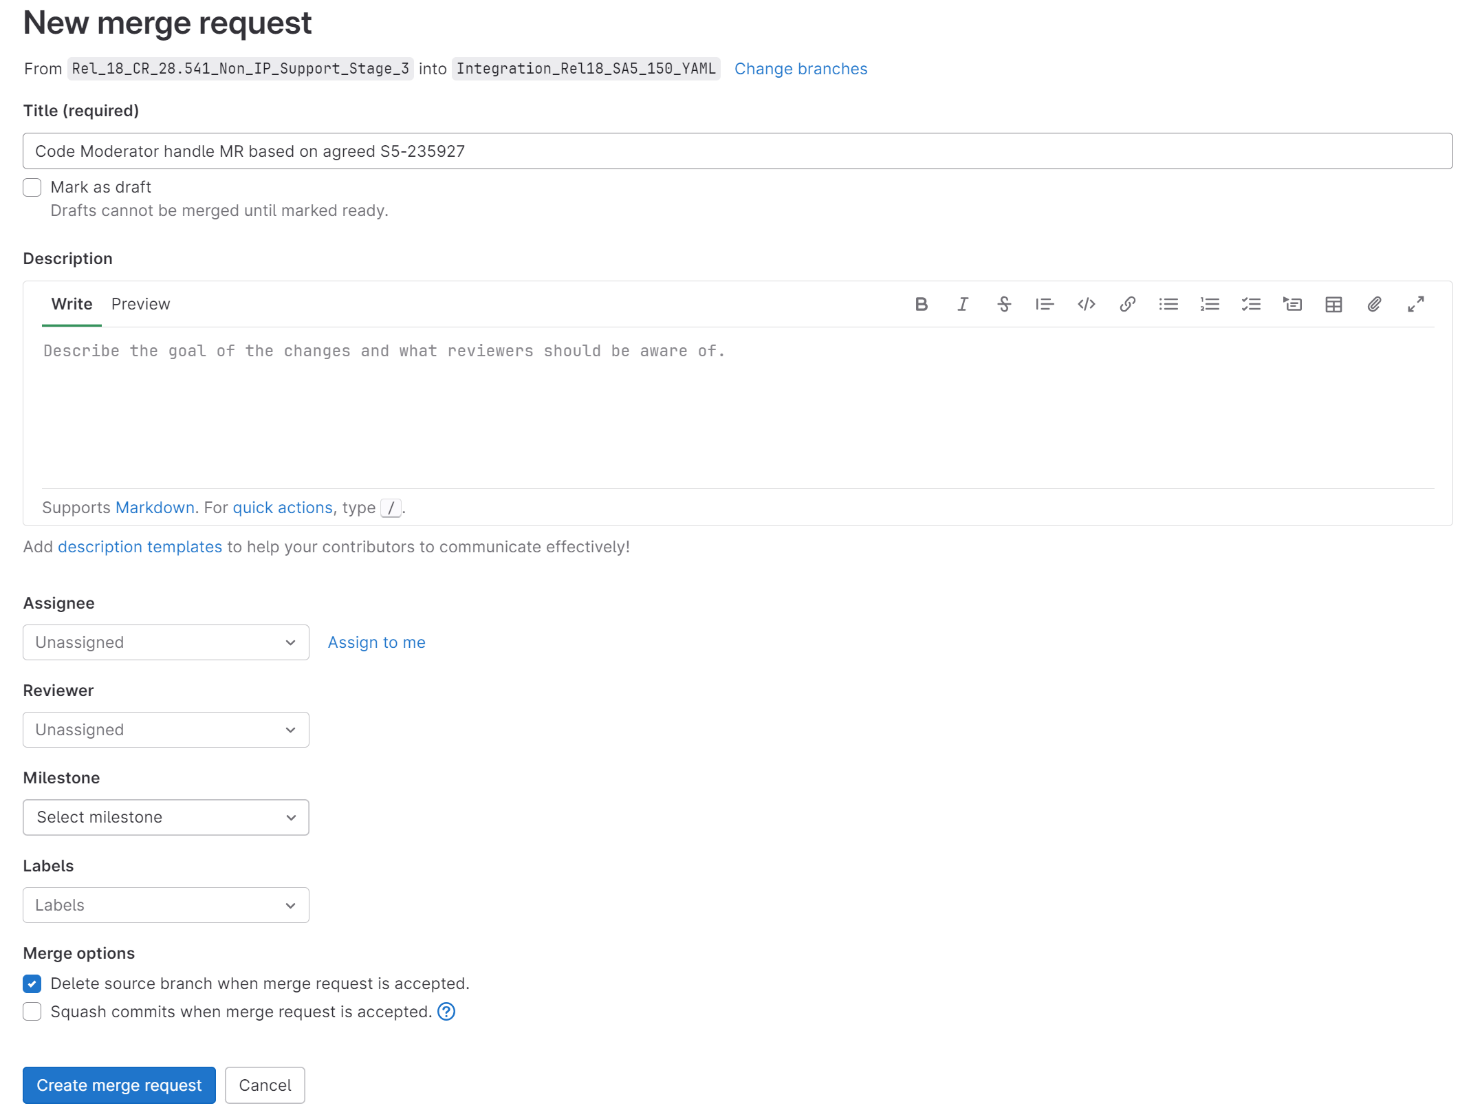 New merge request
From Rel_18_CR_28.541_Non_IP_Support_Stage_3 into Integration_Rel18_SA5_150_YAML Change branches
Title (required)
Code Moderator handle MR based on agreed S5-235927
Mark as draft
Drafts cannot be merged until marked ready.
Description
Write Preview
Describe the goal of the changes and what reviewers should be aware of.
Supports Markdown. For quick actions, type /.
Add description templates to help your contributors to communicate effectively!
Assignee
Unassigned Assign to me
Reviewer
Unassigned
Milestone
Select milestone
Labels
Labels
Merge options
Delete source branch when merge request is accepted.
Squash commits when merge request is accepted.
Create merge request Cancel